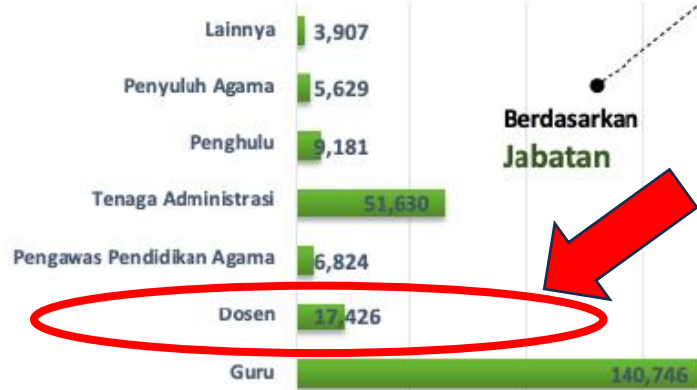 Lainnya 3,907
Penyuluh Agama 5,629
Berdasarkan
Jabatan
Penghulu 9,181
Tenaga Administrasi 51,630
Pengawas Pendidikan Agama 6,824
Dosen 17,426
Guru 140,746